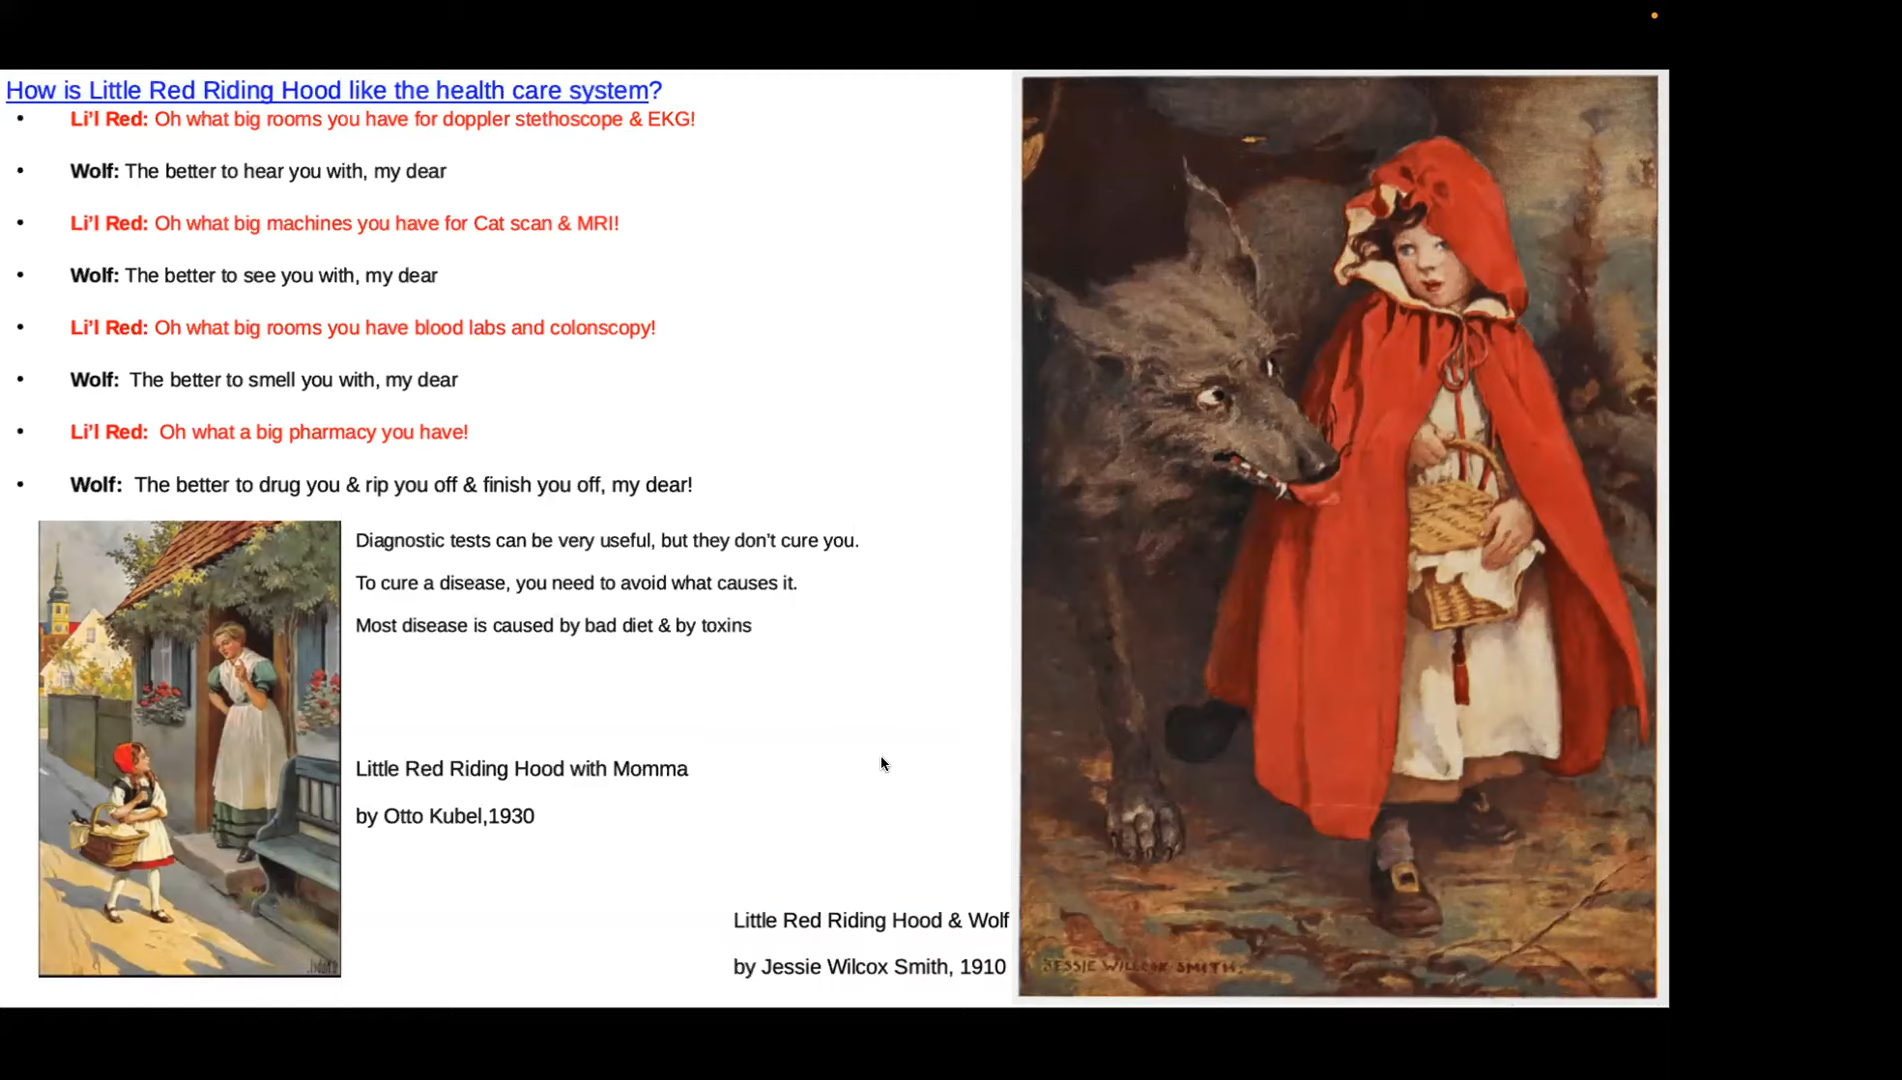 How is Little Red Riding Hood like the health care system?
• Li’l Red: Oh what big rooms you have for doppler stethoscope & EKG!
• Wolf: The better to hear you with, my dear
• Li’l Red: Oh what big machines you have for Cat scan & MRI!
• Wolf: The better to see you with, my dear
• Li’l Red: Oh what big rooms you have blood labs and colonscopy!
• Wolf: The better to smell you with, my dear
• Li’l Red: Oh what a big pharmacy you have!
• Wolf: The better to drug you & rip you off & finish you off, my dear!
Diagnostic tests can be very useful, but they don’t cure you.
To cure a disease, you need to avoid what causes it.
Most disease is caused by bad diet & by toxins
Little Red Riding Hood with Momma
by Otto Kubel,1930
Little Red Riding Hood & Wolf
by Jessie Wilcox Smith, 1910
JESSIE WILLCOX SMITH.